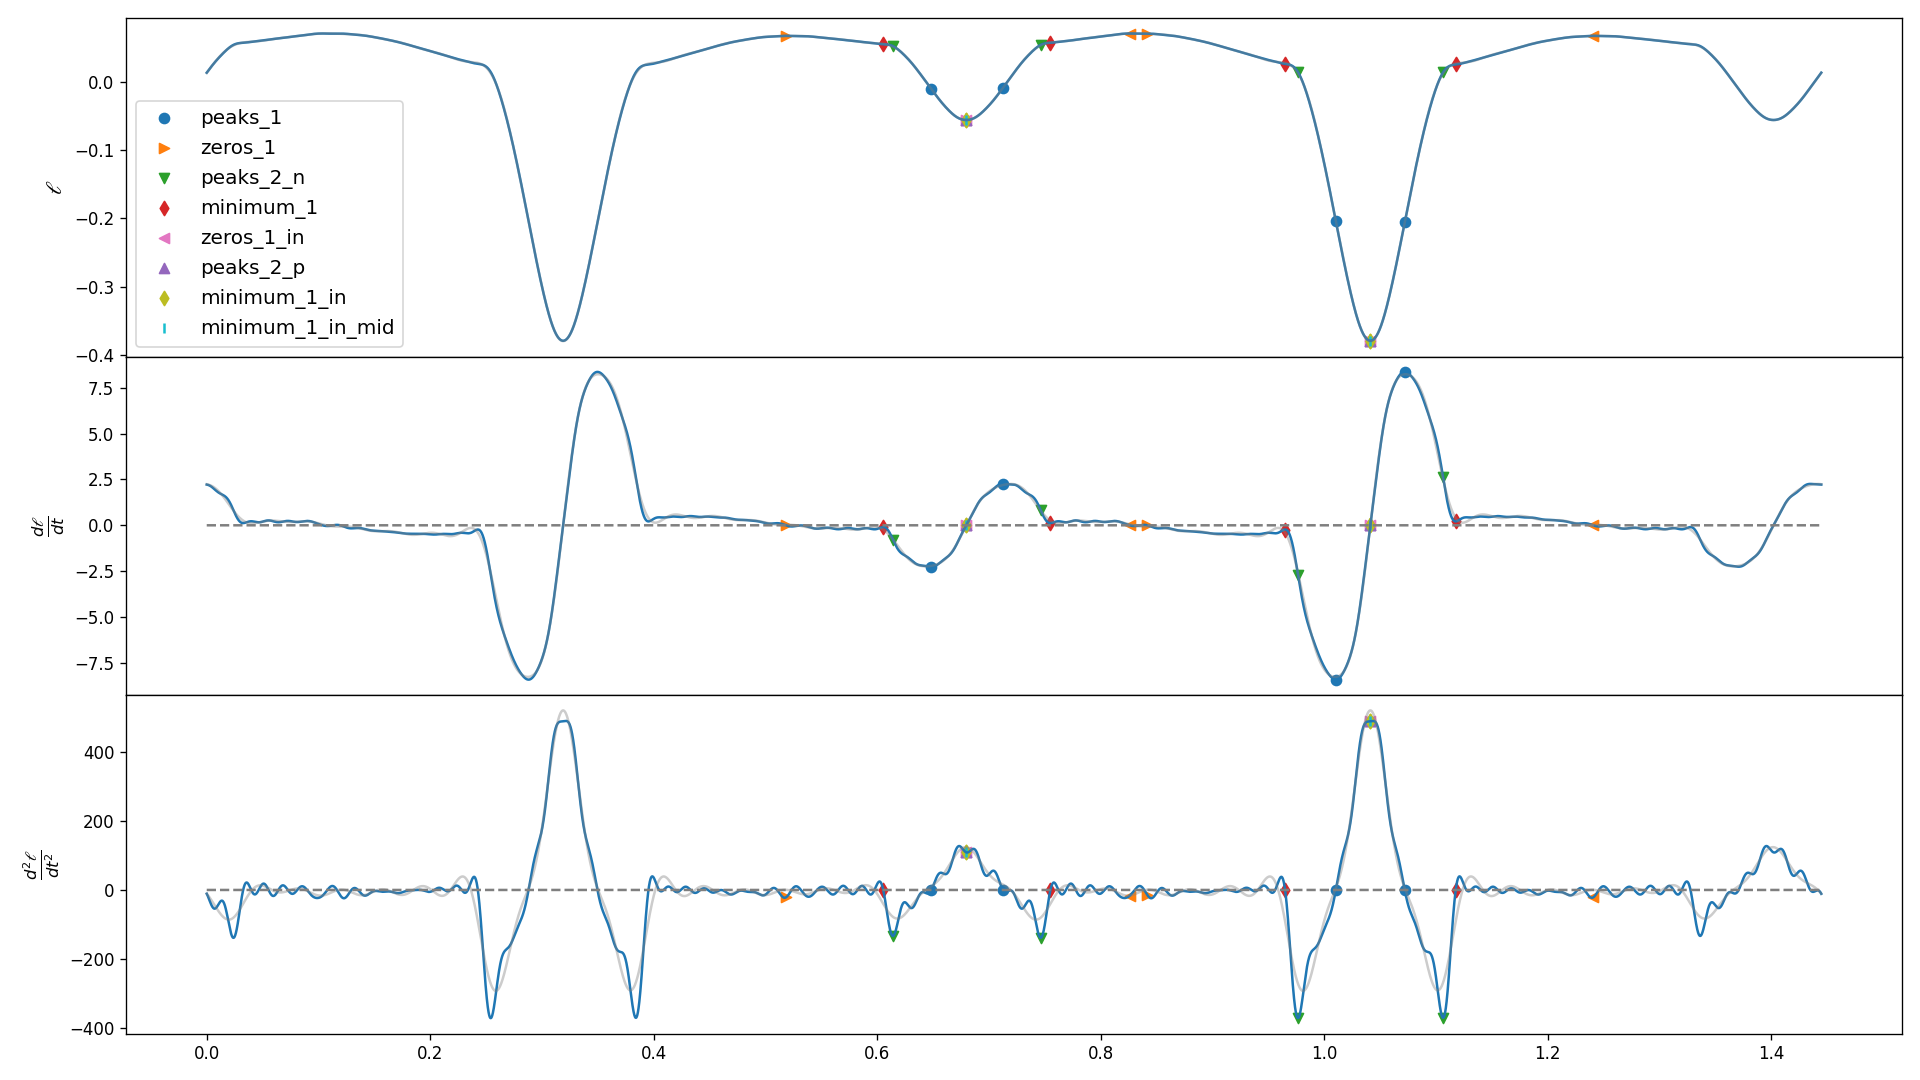 0.0
−0.1
−0.2
−0.3
−0.4
ℓ
peaks_1
zeros_1
peaks_2_n
minimum_1
zeros_1_in
peaks_2_p
minimum_1_in
minimum_1_in_mid
7.5
5.0
2.5
0.0
−2.5
−5.0
−7.5
dℓ/dt
400
200
0
−200
−400
d²ℓ/dt²
0.0 0.2 0.4 0.6 0.8 1.0 1.2 1.4